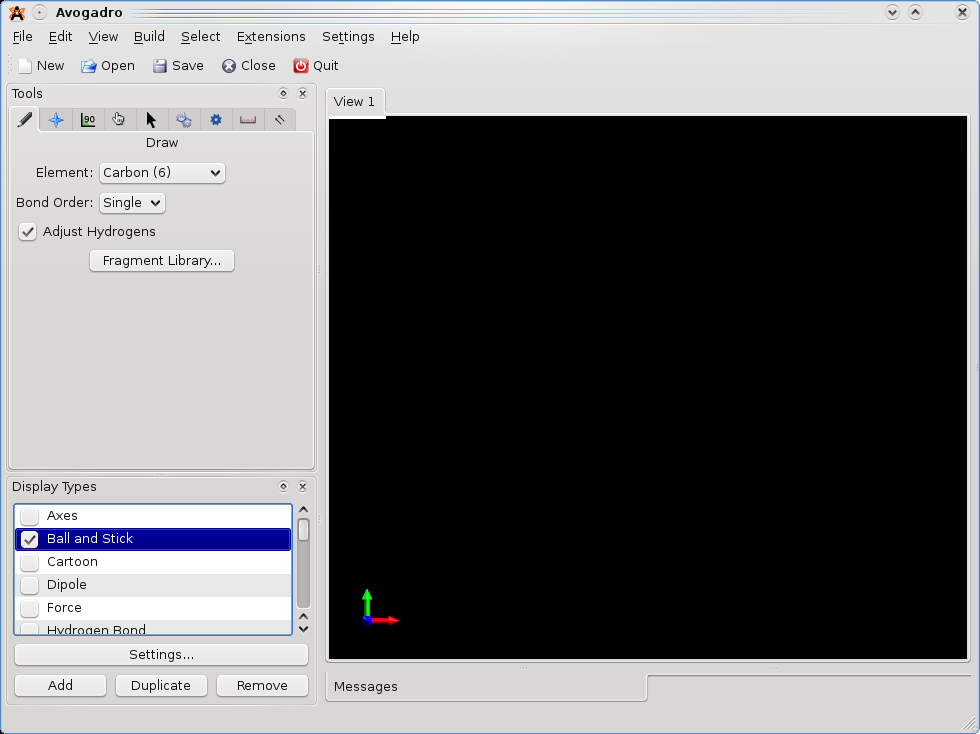 Avogadro
File Edit View Build Select Extensions Settings Help
New Open Save Close Quit
Tools
View 1
90
Draw
Element: Carbon (6)
Bond Order: Single
Adjust Hydrogens
Fragment Library...
Display Types
Axes
Ball and Stick
Cartoon
Dipole
Force
Hydrogen Bond
Settings...
Add Duplicate Remove
Messages